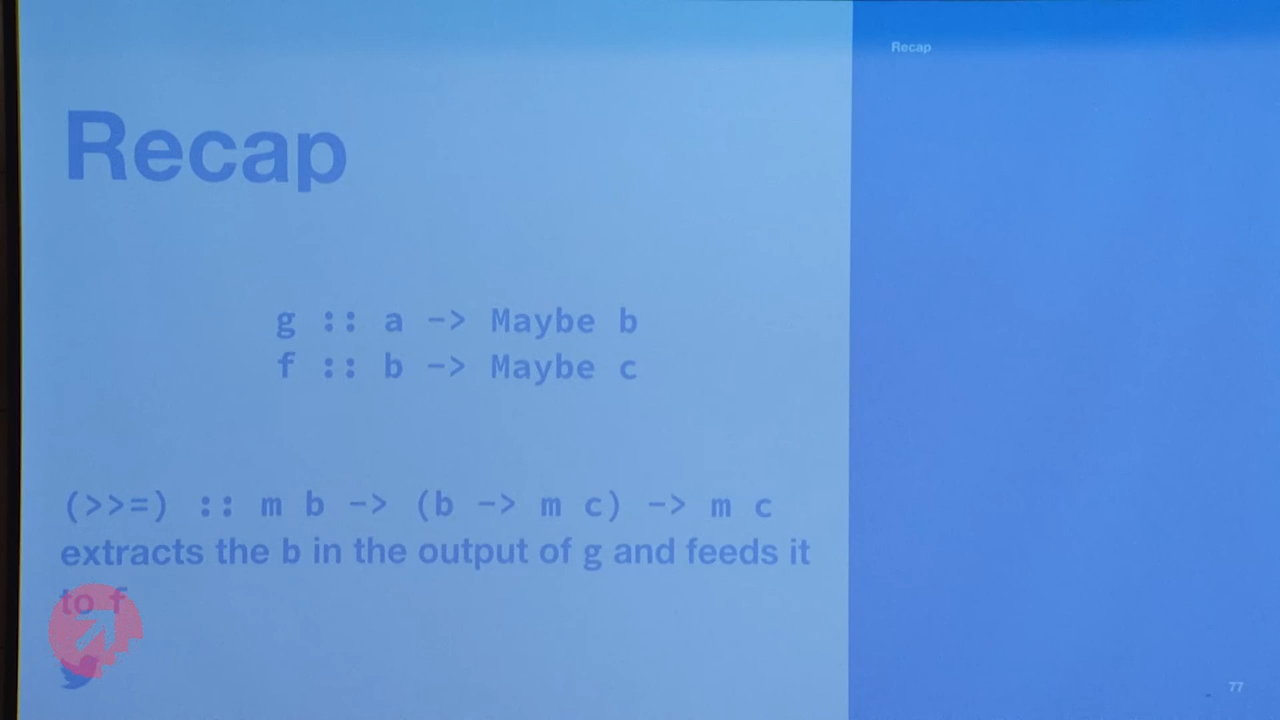 Recap
Recap
g :: a -> Maybe b
f :: b -> Maybe c
(>>=) :: m b -> (b -> m c) -> m c
extracts the b in the output of g and feeds it
to f
77